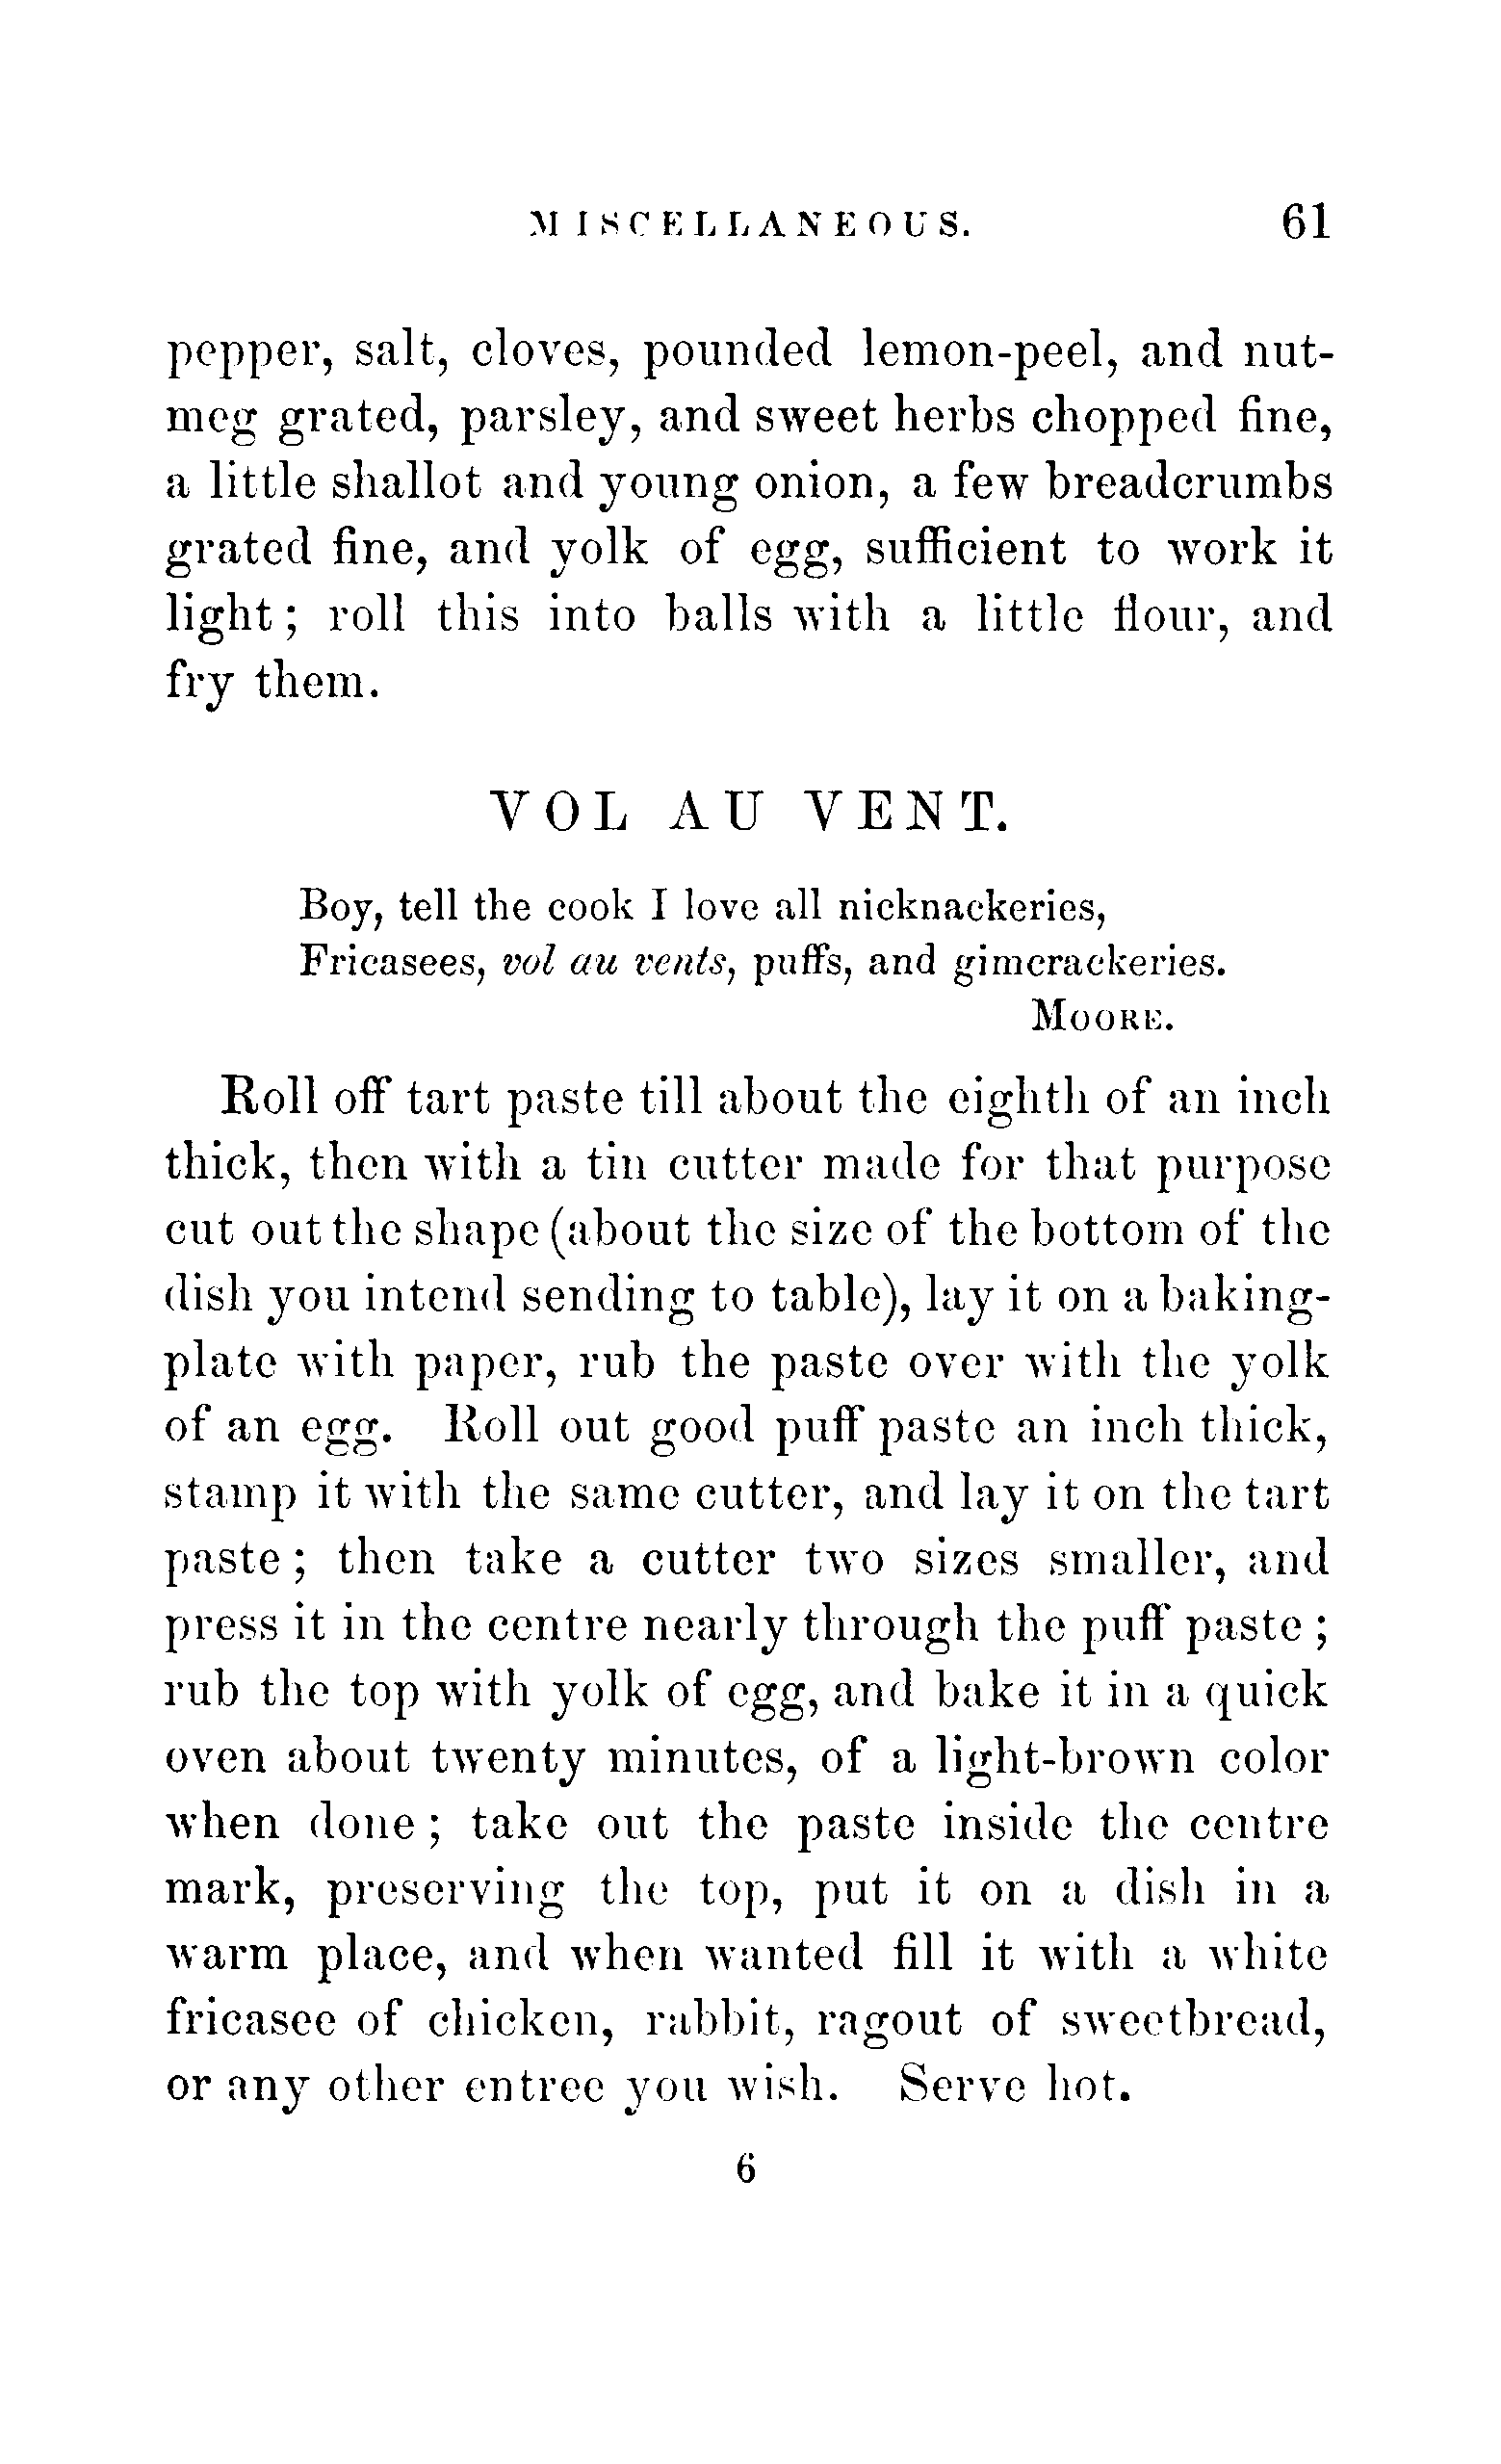 MISCELLANEOUS. 61
pepper, salt, cloves, pounded lemon-peel, and nut-
meg grated, parsley, and sweet herbs chopped fine,
a little shallot and young onion, a few breadcrumbs
grated fine, and yolk of egg, sufficient to work it
light; roll this into balls with a little flour, and
fry them.
VOL AU VENT.
Boy, tell the cook I love all nicknackeries,
Fricasees, vol au vents, puffs, and gimcrackeries.
MOORE.
Roll off tart paste till about the eighth of an inch
thick, then with a tin cutter made for that purpose
cut out the shape (about the size of the bottom of the
dish you intend sending to table), lay it on a baking-
plate with paper, rub the paste over with the yolk
of an egg. Roll out good puff paste an inch thick,
stamp it with the same cutter, and lay it on the tart
paste; then take a cutter two sizes smaller, and
press it in the centre nearly through the puff paste;
rub the top with yolk of egg, and bake it in a quick
oven about twenty minutes, of a light-brown color
when done; take out the paste inside the centre
mark, preserving the top, put it on a dish in a
warm place, and when wanted fill it with a white
fricasee of chicken, rabbit, ragout of sweetbread,
or any other entree you wish. Serve hot.
6